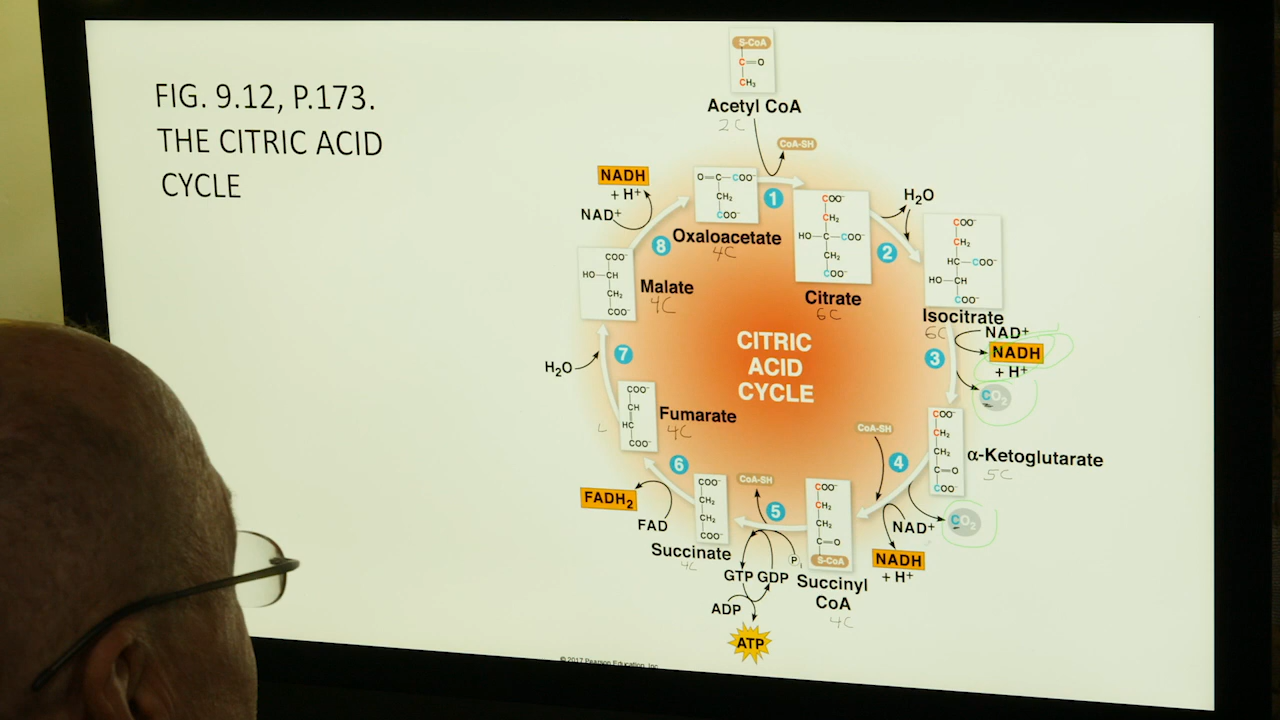 FIG. 9.12, P.173.
THE CITRIC ACID
CYCLE
S-CoA
C=O
CH₃
Acetyl CoA
2C
CoA-SH
NADH
+ H⁺
NAD⁺
8
O=C—COO⁻
CH₂
COO⁻
1
Oxaloacetate
4C
COO⁻
CH₂
HO—C—COO⁻
CH₂
COO⁻
Citrate
6C
H₂O
2
COO⁻
CH₂
HC—COO⁻
HO—CH
COO⁻
Isocitrate
6C
NAD⁺
NADH
+ H⁺
CO₂
3
COO⁻
HO—CH
CH₂
COO⁻
Malate
4C
CITRIC
ACID
CYCLE
H₂O
7
COO⁻
CH
HC
COO⁻
Fumarate
4C
COO⁻
CH₂
CH₂
C=O
COO⁻
α-Ketoglutarate
5C
CoA-SH
4
CO₂
NAD⁺
NADH
+ H⁺
6
FADH₂
FAD
COO⁻
CH₂
CH₂
COO⁻
Succinate
CoA-SH
5
COO⁻
CH₂
CH₂
C=O
S-CoA
Succinyl
CoA
4C
Pᵢ
GTP GDP
ADP
ATP
© 2017 Pearson Education, Inc.